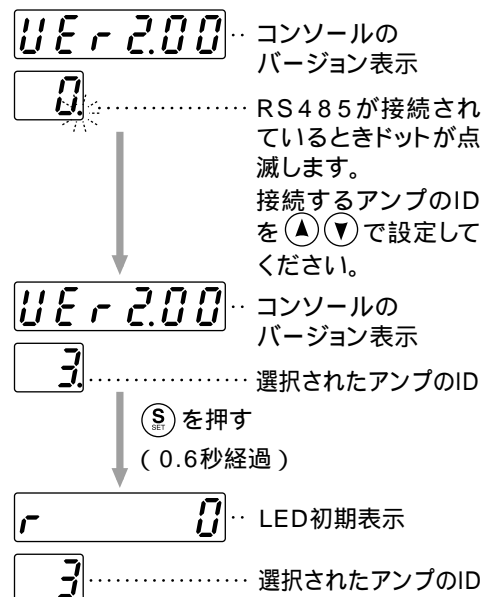 VEr 2.00 ‥ コンソールの
バージョン表示
0. ‥‥‥‥‥‥ RS485が接続され
ているときドットが点
滅します。
接続するアンプのID
を▲▼で設定して
ください。
VEr 2.00 ‥ コンソールの
バージョン表示
3. ‥‥‥‥‥‥ 選択されたアンプのID
S SET を押す
(0.6秒経過)
r 0 ‥ LED初期表示
3 ‥‥‥‥‥‥ 選択されたアンプのID